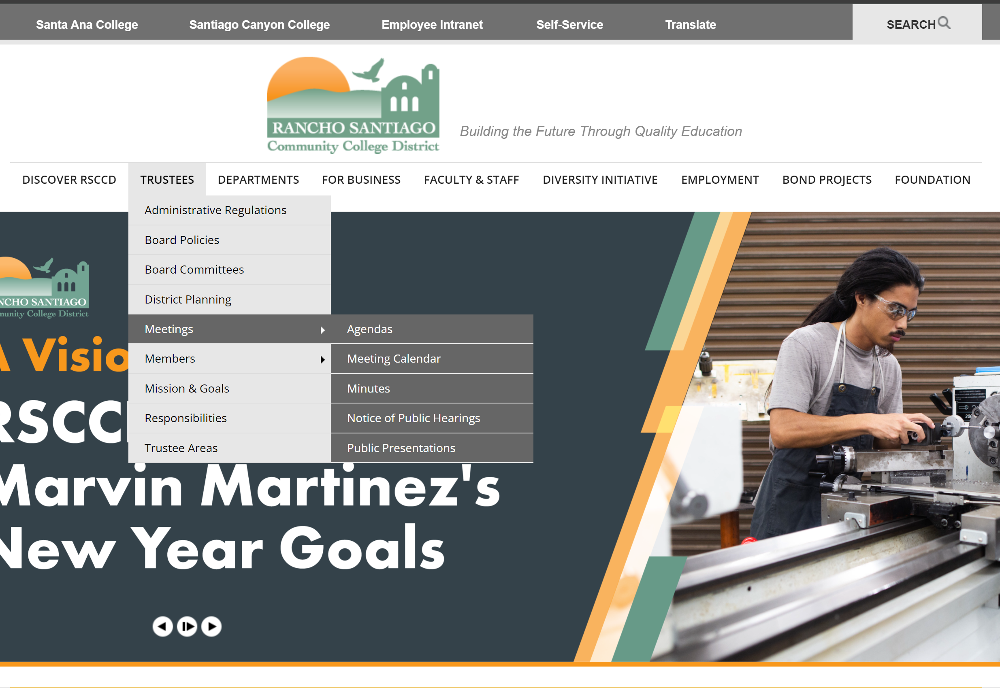 Santa Ana College
Santiago Canyon College
Employee Intranet
Self-Service
Translate
SEARCH
RANCHO SANTIAGO
Community College District
Building the Future Through Quality Education
DISCOVER RSCCD
TRUSTEES
DEPARTMENTS
FOR BUSINESS
FACULTY & STAFF
DIVERSITY INITIATIVE
EMPLOYMENT
BOND PROJECTS
FOUNDATION
Administrative Regulations
Board Policies
Board Committees
District Planning
Meetings
Members
Mission & Goals
Responsibilities
Trustee Areas
Agendas
Meeting Calendar
Minutes
Notice of Public Hearings
Public Presentations
NCHO SANTIAGO
munity College District
A Visio
RSCC
Marvin Martinez's
New Year Goals